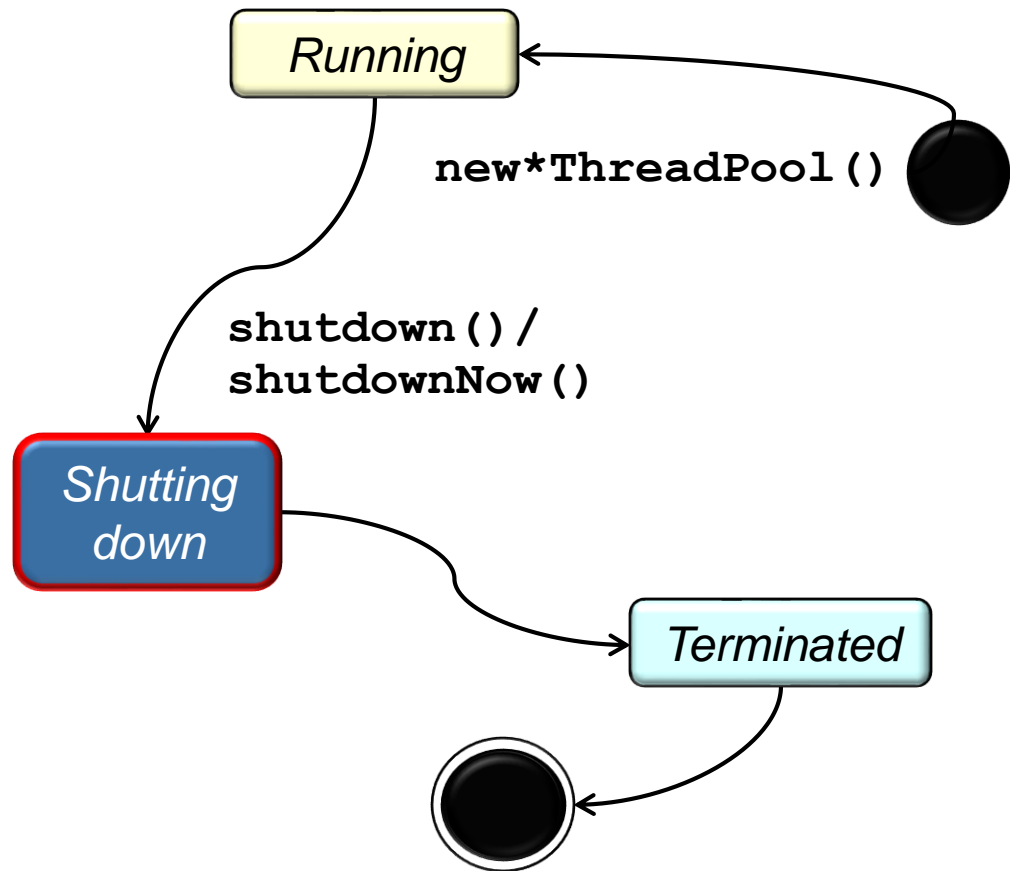 Running
new*ThreadPool()
shutdown()/
shutdownNow()
Shutting
down
Terminated